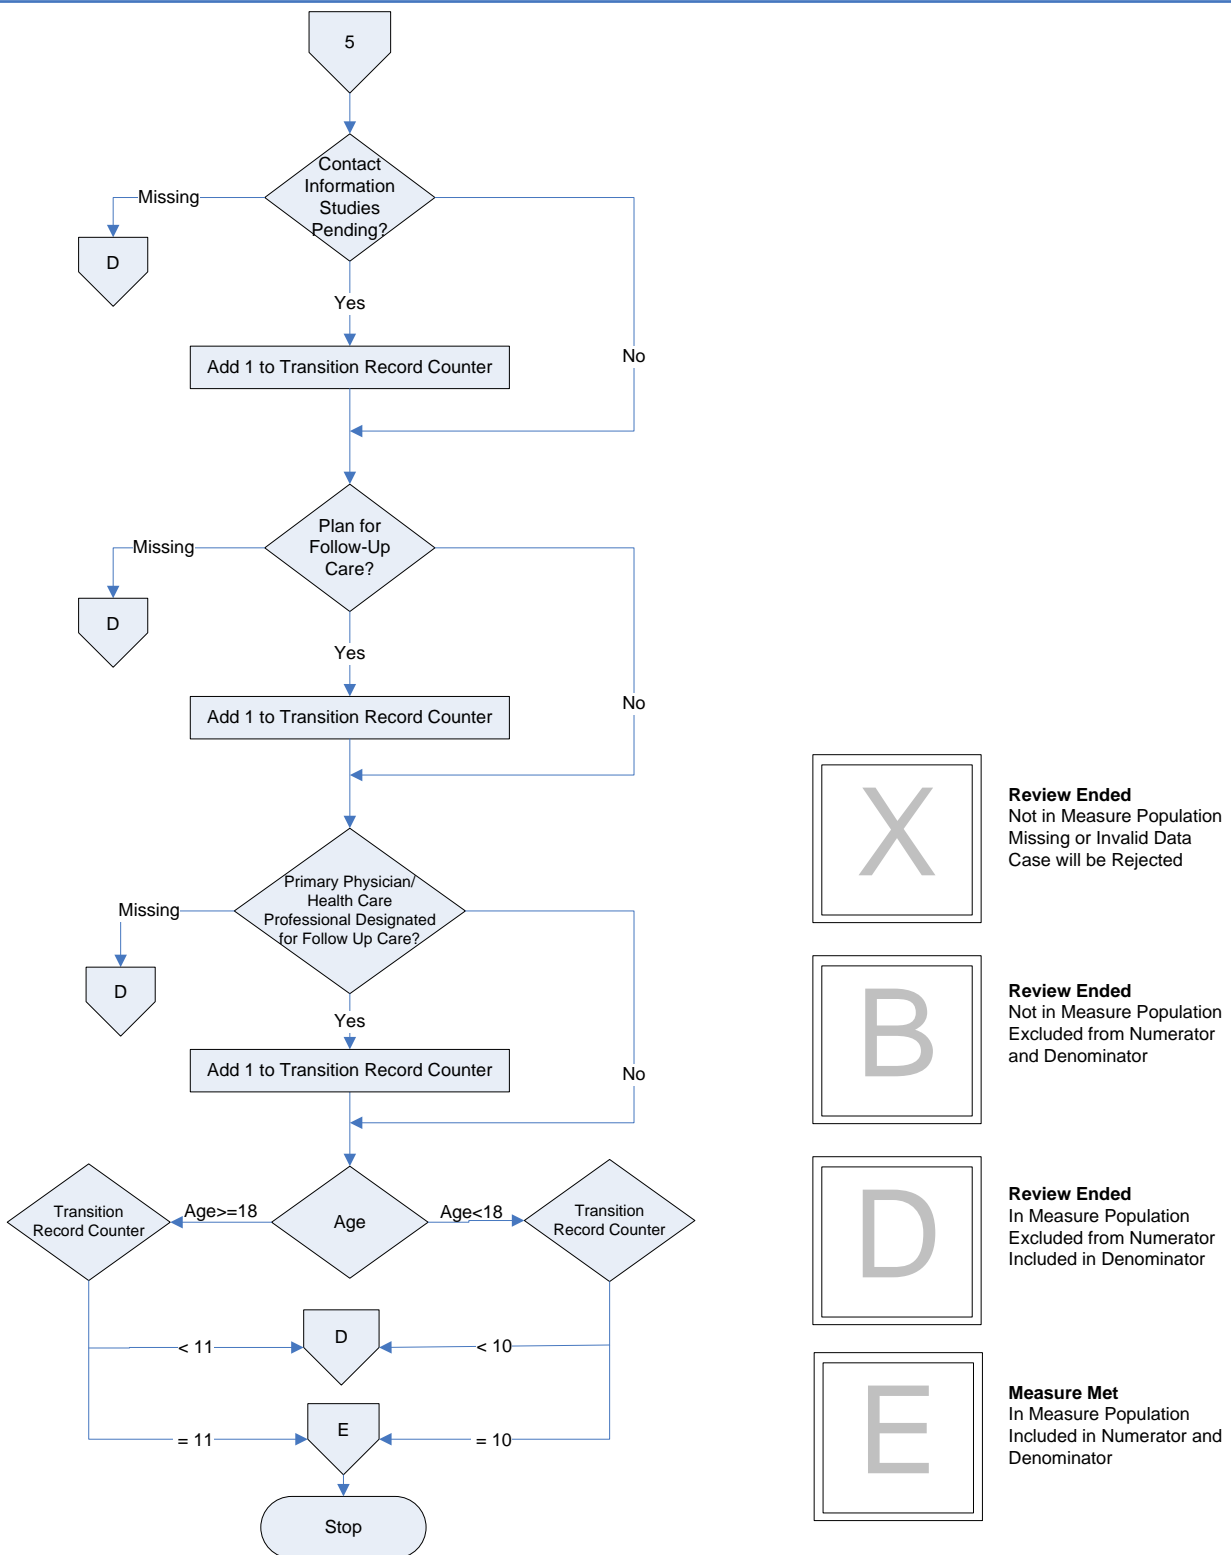 5
Contact
Information
Studies
Pending?
Missing
D
Yes
No
Add 1 to Transition Record Counter
Plan for
Follow-Up
Care?
Missing
D
Yes
No
Add 1 to Transition Record Counter
Primary Physician/
Health Care
Professional Designated
for Follow Up Care?
Missing
D
Yes
No
Add 1 to Transition Record Counter
Transition
Record Counter
Age>=18
Age
Age<18
Transition
Record Counter
< 11
D
< 10
= 11
E
= 10
Stop
X
Review Ended
Not in Measure Population
Missing or Invalid Data
Case will be Rejected
B
Review Ended
Not in Measure Population
Excluded from Numerator
and Denominator
D
Review Ended
In Measure Population
Excluded from Numerator
Included in Denominator
E
Measure Met
In Measure Population
Included in Numerator and
Denominator